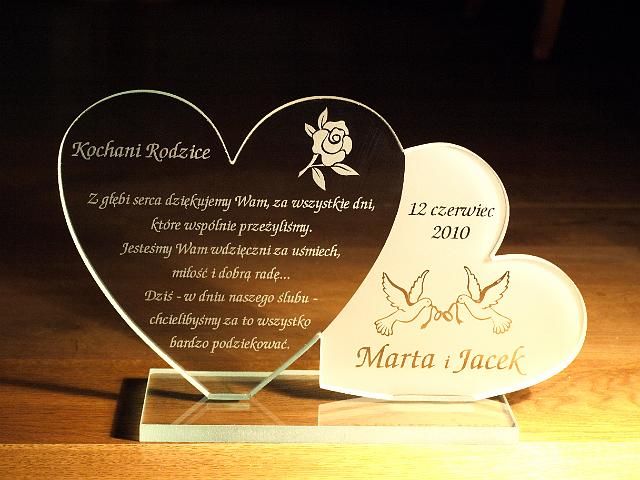 Kochani Rodzice
Z głębi serca dziękujemy Wam, za wszystkie dni,
które wspólnie przeżyliśmy.
Jesteśmy Wam wdzięczni za uśmiech,
miłość i dobrą radę...
Dziś - w dniu naszego ślubu -
chcielibyśmy za to wszystko
bardzo podziekować.
12 czerwiec
2010
Marta i Jacek